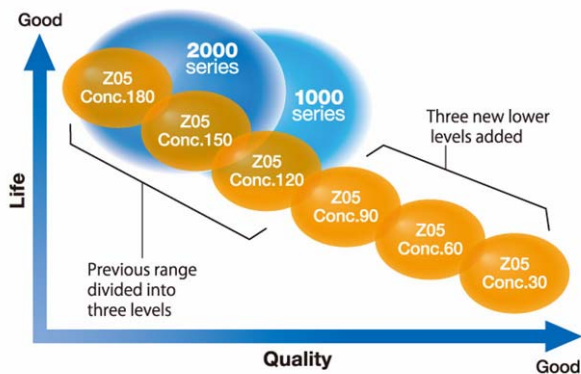 Good
2000
series
1000
series
Z05
Conc.180
Z05
Conc.150
Z05
Conc.120
Z05
Conc.90
Z05
Conc.60
Z05
Conc.30
Three new lower
levels added
Previous range
divided into
three levels
Life
Quality
Good